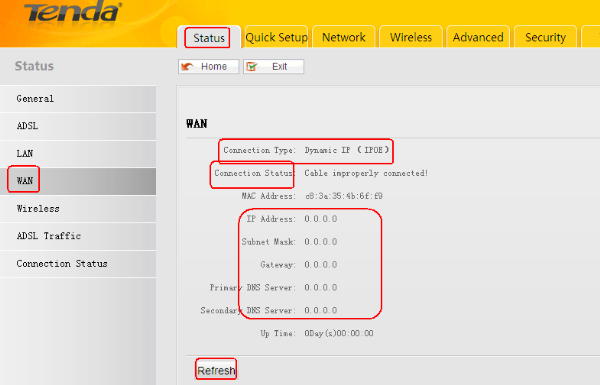 Tenda
Status Quick Setup Network Wireless Advanced Security
Status
Home Exit
General
ADSL
LAN
WAN
Wireless
ADSL Traffic
Connection Status
WAN
Connection Type: Dynamic IP (IPOE)
Connection Status: Cable improperly connected!
MAC Address: c8:3a:35:4b:6f:f9
IP Address: 0.0.0.0
Subnet Mask: 0.0.0.0
Gateway: 0.0.0.0
Primary DNS Server: 0.0.0.0
Secondary DNS Server: 0.0.0.0
Up Time: 0Day(s)00:00:00
Refresh